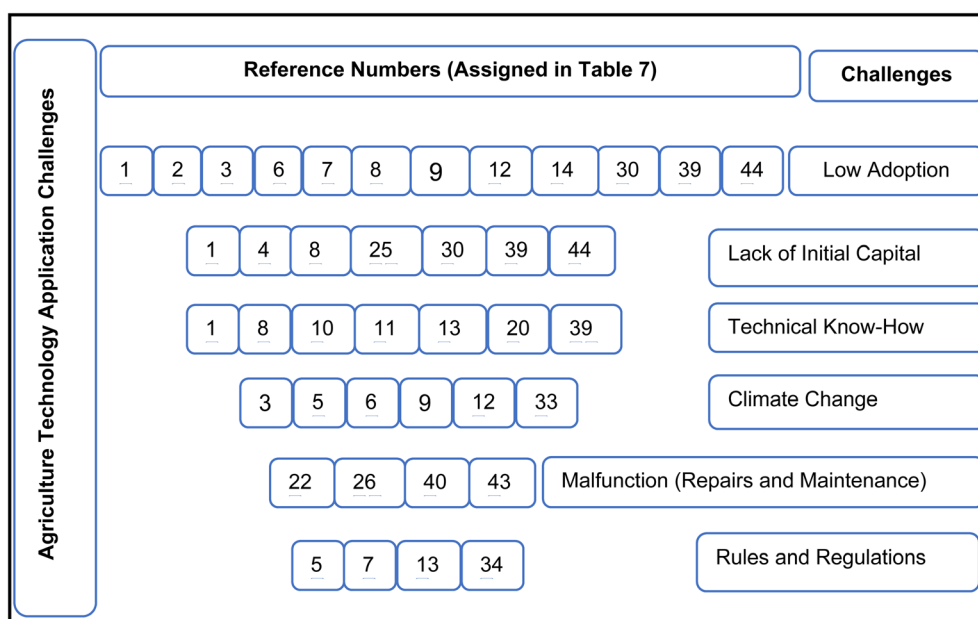 Agriculture Technology Application Challenges
Reference Numbers (Assigned in Table 7)
Challenges
1 2 3 6 7 8 9 12 14 30 39 44 Low Adoption
1 4 8 25 30 39 44 Lack of Initial Capital
1 8 10 11 13 20 39 Technical Know-How
3 5 6 9 12 33 Climate Change
22 26 40 43 Malfunction (Repairs and Maintenance)
5 7 13 34 Rules and Regulations